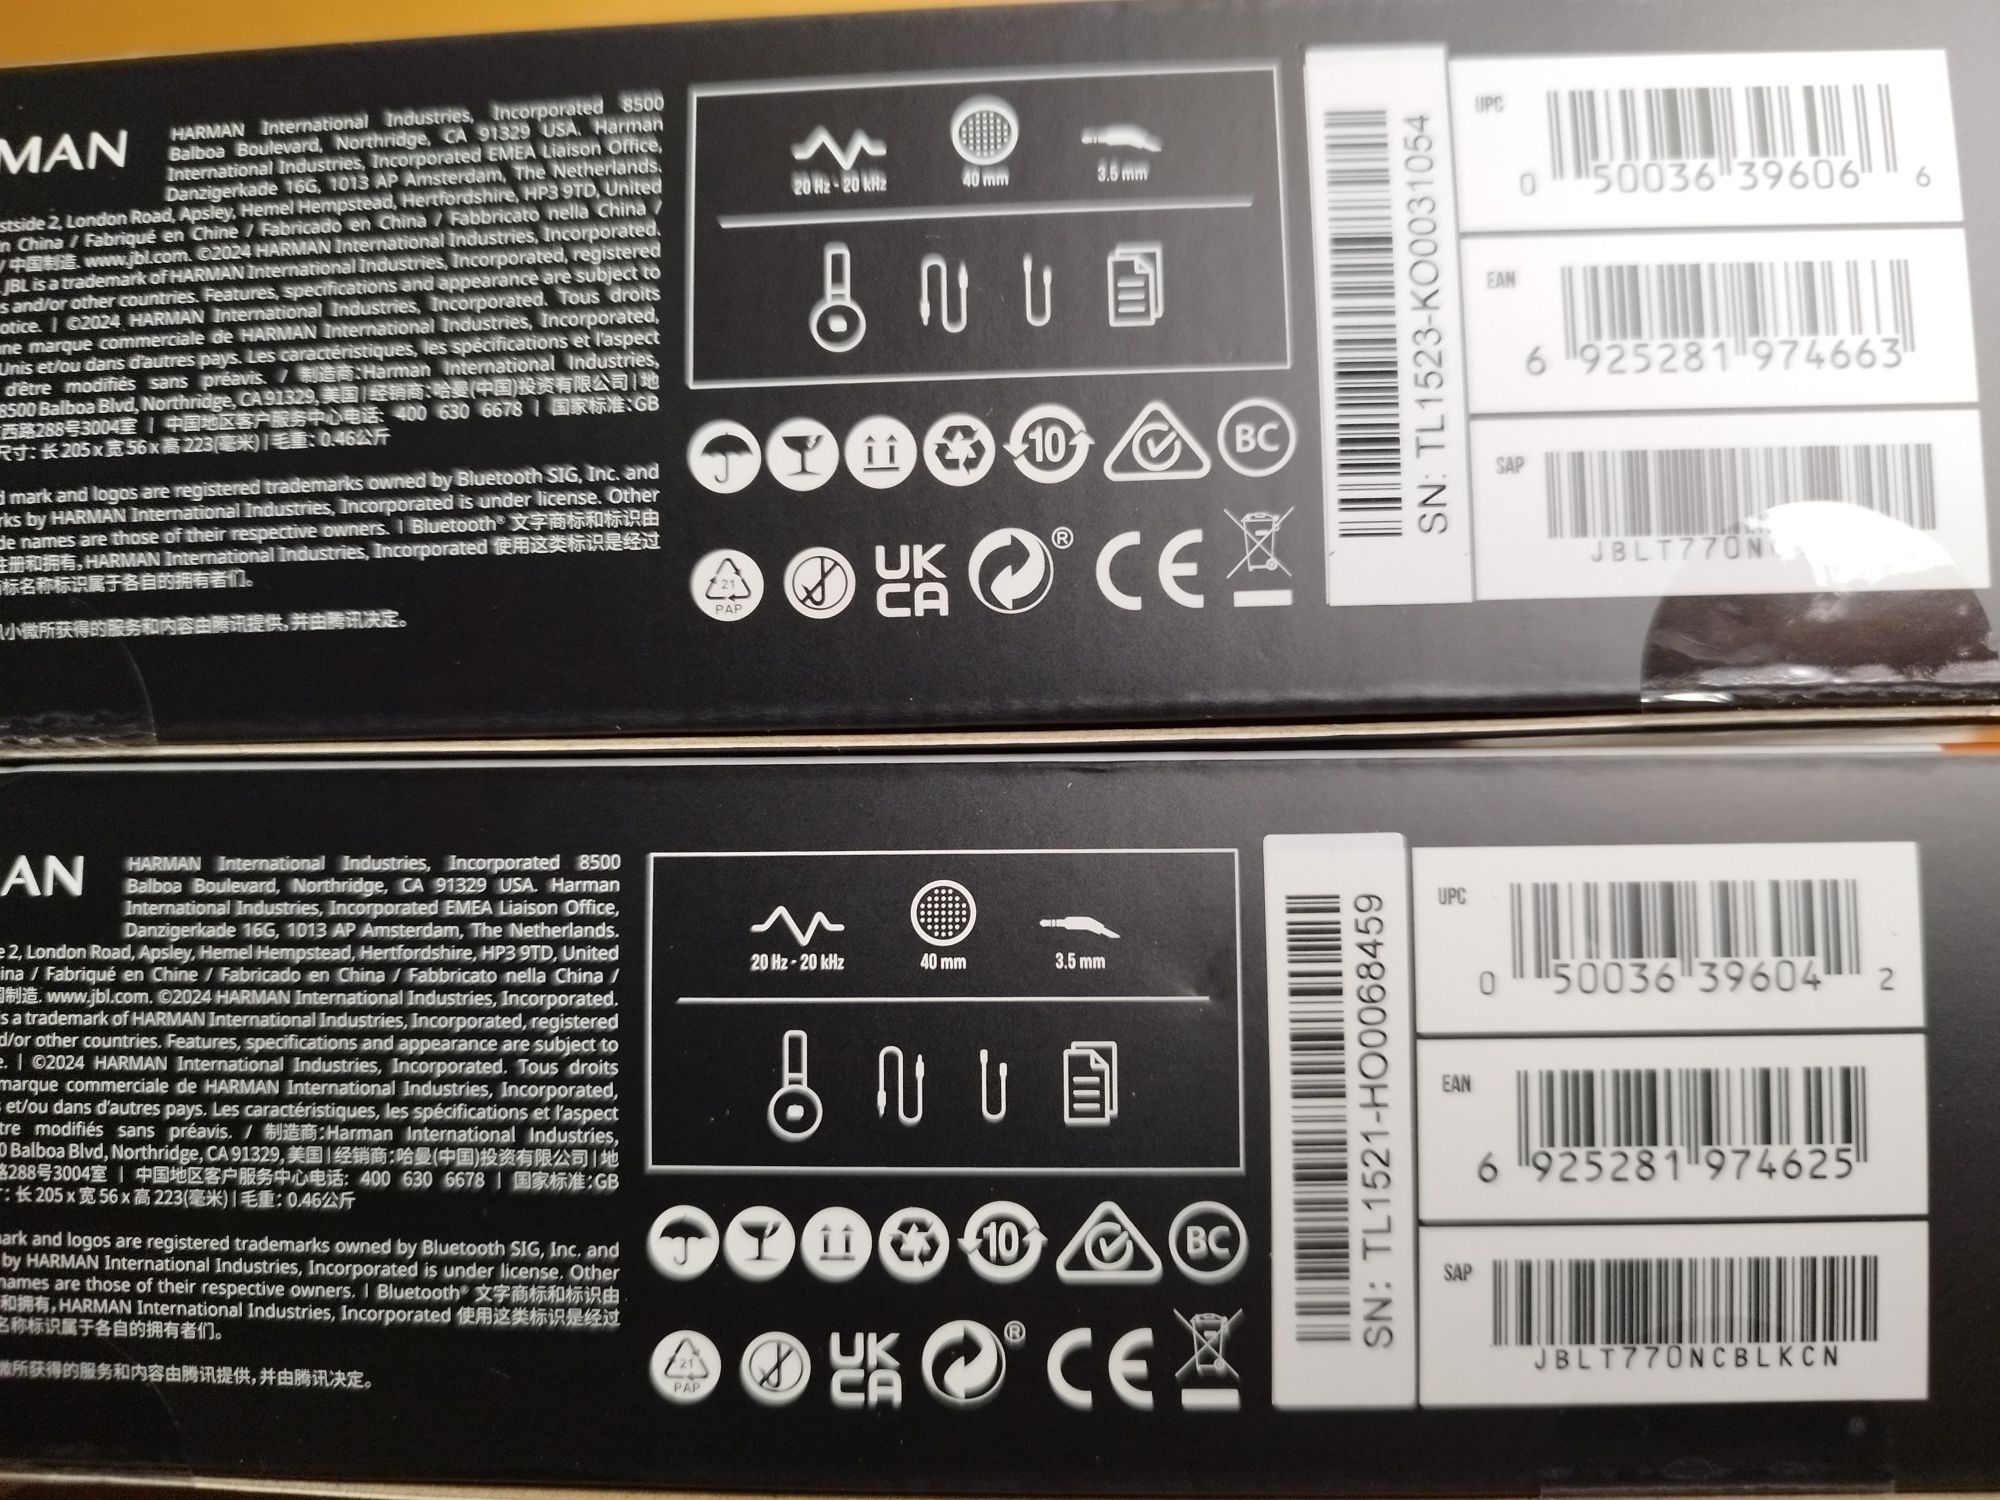 MAN
HARMAN International Industries, Incorporated 8500
Balboa Boulevard, Northridge, CA 91329 USA. Harman
International Industries, Incorporated EMEA Liaison Office,
Danzigerkade 16G, 1013 AP Amsterdam, The Netherlands.
stside 2, London Road, Apsley, Hemel Hempstead, Hertfordshire, HP3 9TD, United
n China / Fabriqué en Chine / Fabricado en China / Fabbricato nella China /
/ 中国制造. www.jbl.com. ©2024 HARMAN International Industries, Incorporated.
JBL is a trademark of HARMAN International Industries, Incorporated, registered
s and/or other countries. Features, specifications and appearance are subject to
otice. | ©2024 HARMAN International Industries, Incorporated. Tous droits
ne marque commerciale de HARMAN International Industries, Incorporated,
Unis et/ou dans d'autres pays. Les caractéristiques, les spécifications et l'aspect
d'être modifiés sans préavis. / 制造商:Harman International Industries,
8500 Balboa Blvd, Northridge, CA 91329, 美国 | 经销商:哈曼(中国)投资有限公司 | 地
西路288号3004室 | 中国地区客户服务中心电话: 400 630 6678 | 国家标准:GB
尺寸: 长 205 x 宽 56 x 高 223(毫米) | 毛重: 0.46公斤
d mark and logos are registered trademarks owned by Bluetooth SIG, Inc. and
rks by HARMAN International Industries, Incorporated is under license. Other
de names are those of their respective owners. | Bluetooth® 文字商标和标识由
注册和拥有, HARMAN International Industries, Incorporated 使用这类标识是经过
标名称标识属于各自的拥有者们。
小微所获得的服务和内容由腾讯提供,并由腾讯决定。
20 Hz - 20 kHz
40 mm
3.5 mm
10
BC
21
PAP
UK
CA
®
CE
SN: TL1523-KO0031054
UPC
0 50036 39606 6
EAN
6 925281 974663
SAP
JBLT770N
AN
HARMAN International Industries, Incorporated 8500
Balboa Boulevard, Northridge, CA 91329 USA. Harman
International Industries, Incorporated EMEA Liaison Office,
Danzigerkade 16G, 1013 AP Amsterdam, The Netherlands.
e 2, London Road, Apsley, Hemel Hempstead, Hertfordshire, HP3 9TD, United
ina / Fabriqué en Chine / Fabricado en China / Fabbricato nella China /
国制造. www.jbl.com. ©2024 HARMAN International Industries, Incorporated.
s a trademark of HARMAN International Industries, Incorporated, registered
d/or other countries. Features, specifications and appearance are subject to
e. | ©2024 HARMAN International Industries, Incorporated. Tous droits
marque commerciale de HARMAN International Industries, Incorporated,
s et/ou dans d'autres pays. Les caractéristiques, les spécifications et l'aspect
tre modifiés sans préavis. / 制造商:Harman International Industries,
0 Balboa Blvd, Northridge, CA 91329, 美国 | 经销商:哈曼(中国)投资有限公司 | 地
路288号3004室 | 中国地区客户服务中心电话: 400 630 6678 | 国家标准:GB
: 长 205 x 宽 56 x 高 223(毫米) | 毛重: 0.46公斤
ark and logos are registered trademarks owned by Bluetooth SIG, Inc. and
by HARMAN International Industries, Incorporated is under license. Other
names are those of their respective owners. | Bluetooth® 文字商标和标识由
和拥有, HARMAN International Industries, Incorporated 使用这类标识是经过
名称标识属于各自的拥有者们。
微所获得的服务和内容由腾讯提供,并由腾讯决定。
20 Hz - 20 kHz
40 mm
3.5 mm
10
BC
21
PAP
UK
CA
®
CE
SN: TL1521-HO0068459
UPC
0 50036 39604 2
EAN
6 925281 974625
SAP
JBLT770NCBLKCN